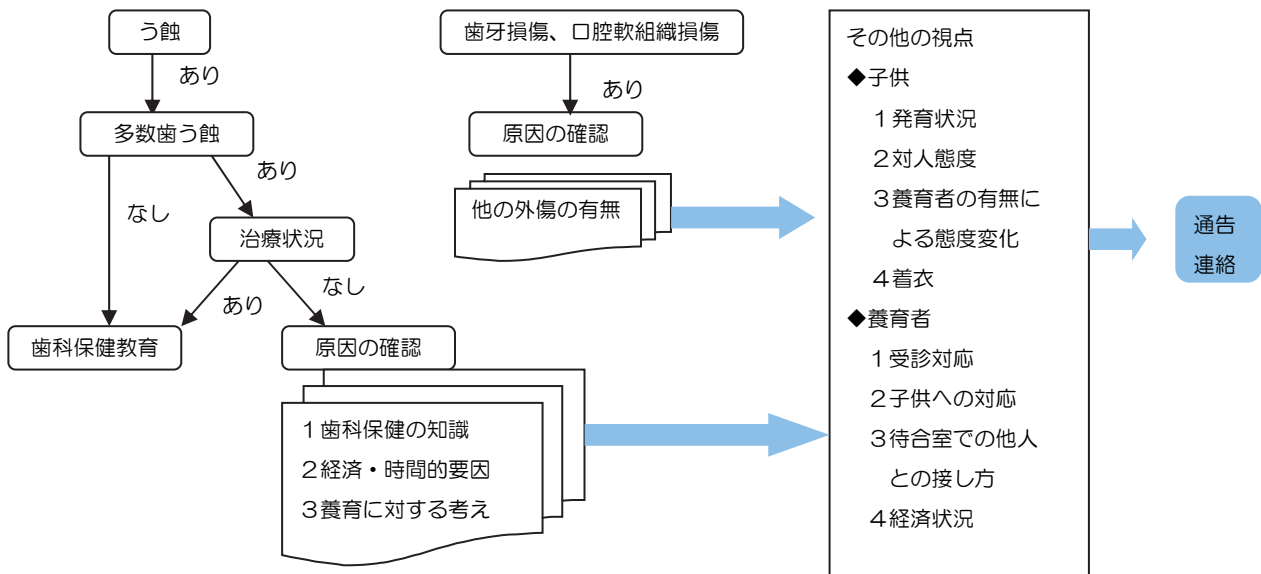 う蝕
あり
多数歯う蝕
あり
なし
治療状況
あり
なし
歯科保健教育
原因の確認
1歯科保健の知識
2経済・時間的要因
3養育に対する考え
歯牙損傷、口腔軟組織損傷
あり
原因の確認
他の外傷の有無
その他の視点
◆子供
1発育状況
2対人態度
3養育者の有無に
よる態度変化
4着衣
◆養育者
1受診対応
2子供への対応
3待合室での他人
との接し方
4経済状況
通告
連絡